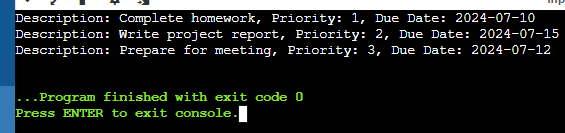 Description: Complete homework, Priority: 1, Due Date: 2024-07-10
Description: Write project report, Priority: 2, Due Date: 2024-07-15
Description: Prepare for meeting, Priority: 3, Due Date: 2024-07-12
...Program finished with exit code 0
Press ENTER to exit console.